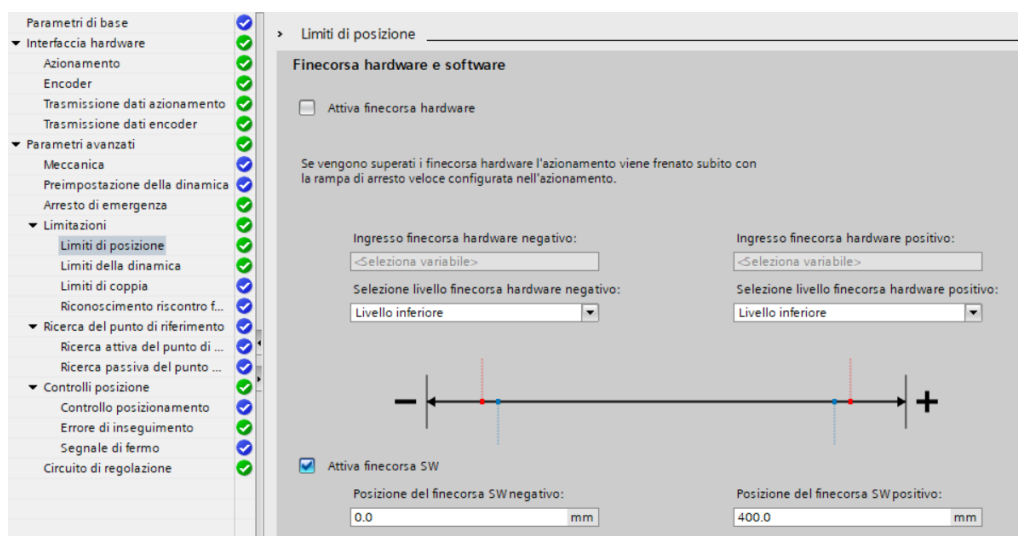 Parametri di base
Interfaccia hardware
Azionamento
Encoder
Trasmissione dati azionamento
Trasmissione dati encoder
Parametri avanzati
Meccanica
Preimpostazione della dinamica
Arresto di emergenza
Limitazioni
Limiti di posizione
Limiti della dinamica
Limiti di coppia
Riconoscimento riscontro f...
Ricerca del punto di riferimento
Ricerca attiva del punto di ...
Ricerca passiva del punto ...
Controlli posizione
Controllo posizionamento
Errore di inseguimento
Segnale di fermo
Circuito di regolazione
Limiti di posizione
Finecorsa hardware e software
Attiva finecorsa hardware
Se vengono superati i finecorsa hardware l'azionamento viene frenato subito con
la rampa di arresto veloce configurata nell'azionamento.
Ingresso finecorsa hardware negativo:
<Seleziona variabile>
Selezione livello finecorsa hardware negativo:
Livello inferiore
Ingresso finecorsa hardware positivo:
<Seleziona variabile>
Selezione livello finecorsa hardware positivo:
Livello inferiore
− +
Attiva finecorsa SW
Posizione del finecorsa SW negativo:
0.0 mm
Posizione del finecorsa SW positivo:
400.0 mm